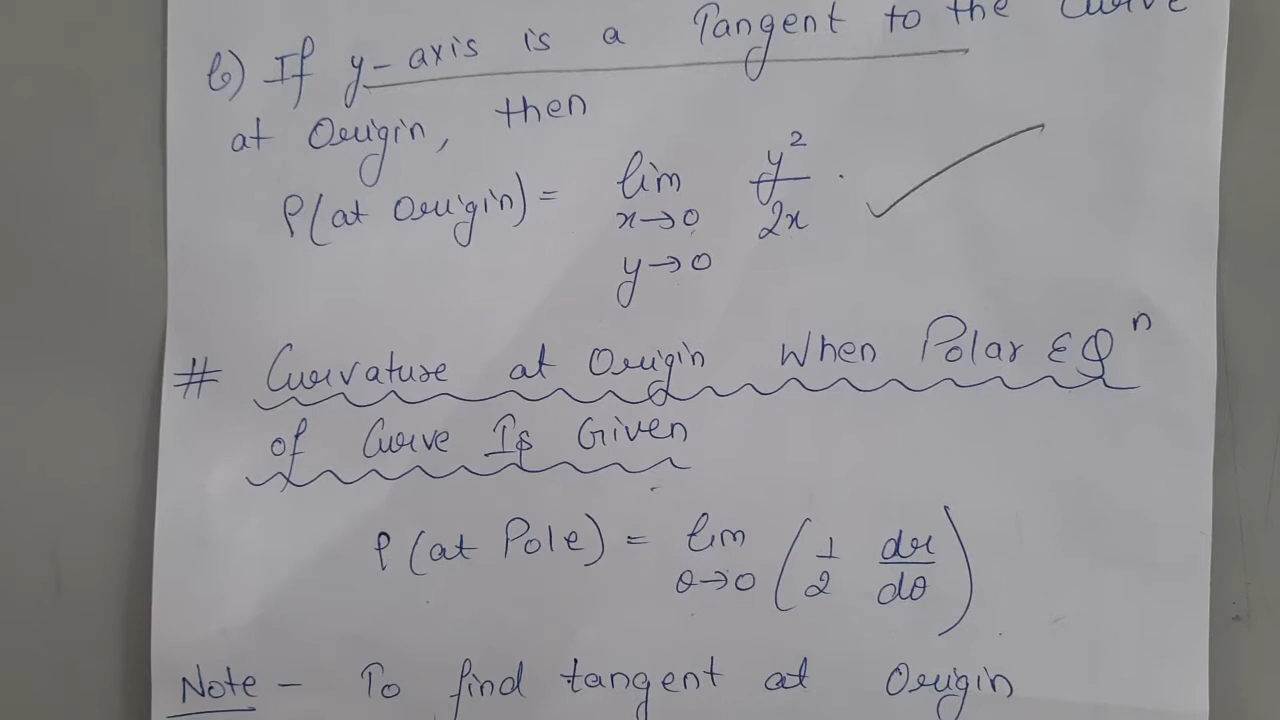 b) If y-axis is a Tangent to the Curve
at Origin, then
ρ(at Origin) = lim y²/2x .
x→0
y→0
# Curvature at Origin When Polar EQⁿ
of Curve Is Given
ρ(at Pole) = lim (1/2 dr/dθ)
θ→0
Note - To find tangent at Origin